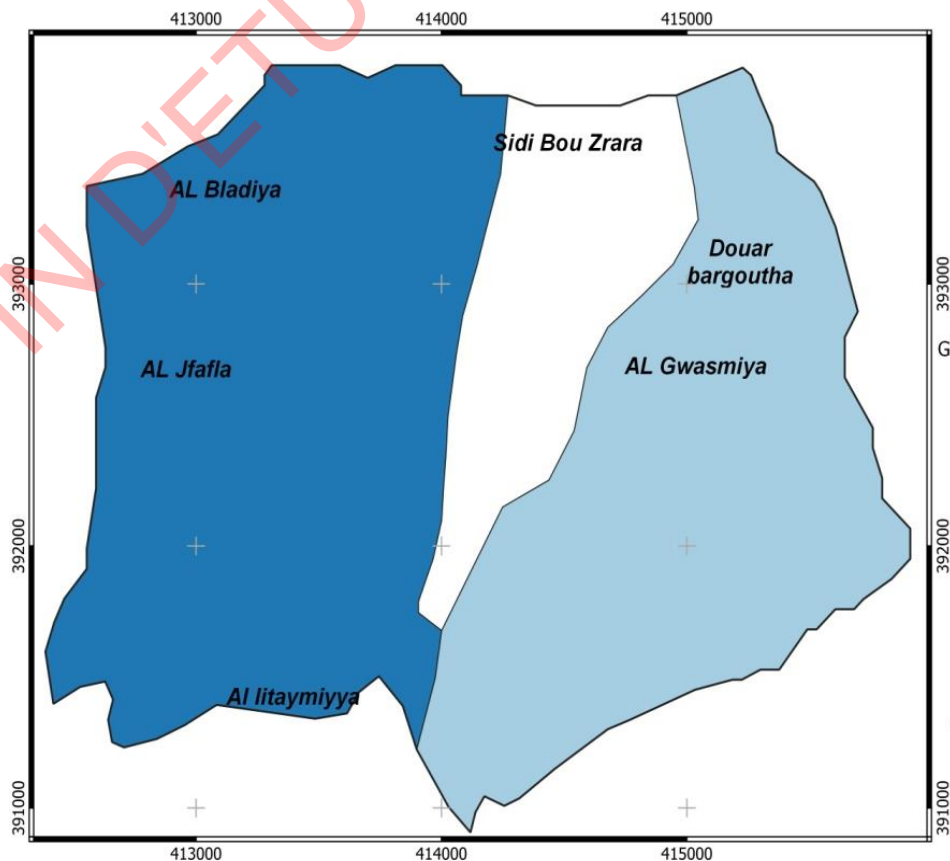 413000 414000 415000
IN D'ETU
Sidi Bou Zrara
AL Bladiya
Douar
bargoutha
393000 393000
AL Jfafla
AL Gwasmiya
G
392000 392000
Al litaymiyya
391000 391000
413000 414000 415000